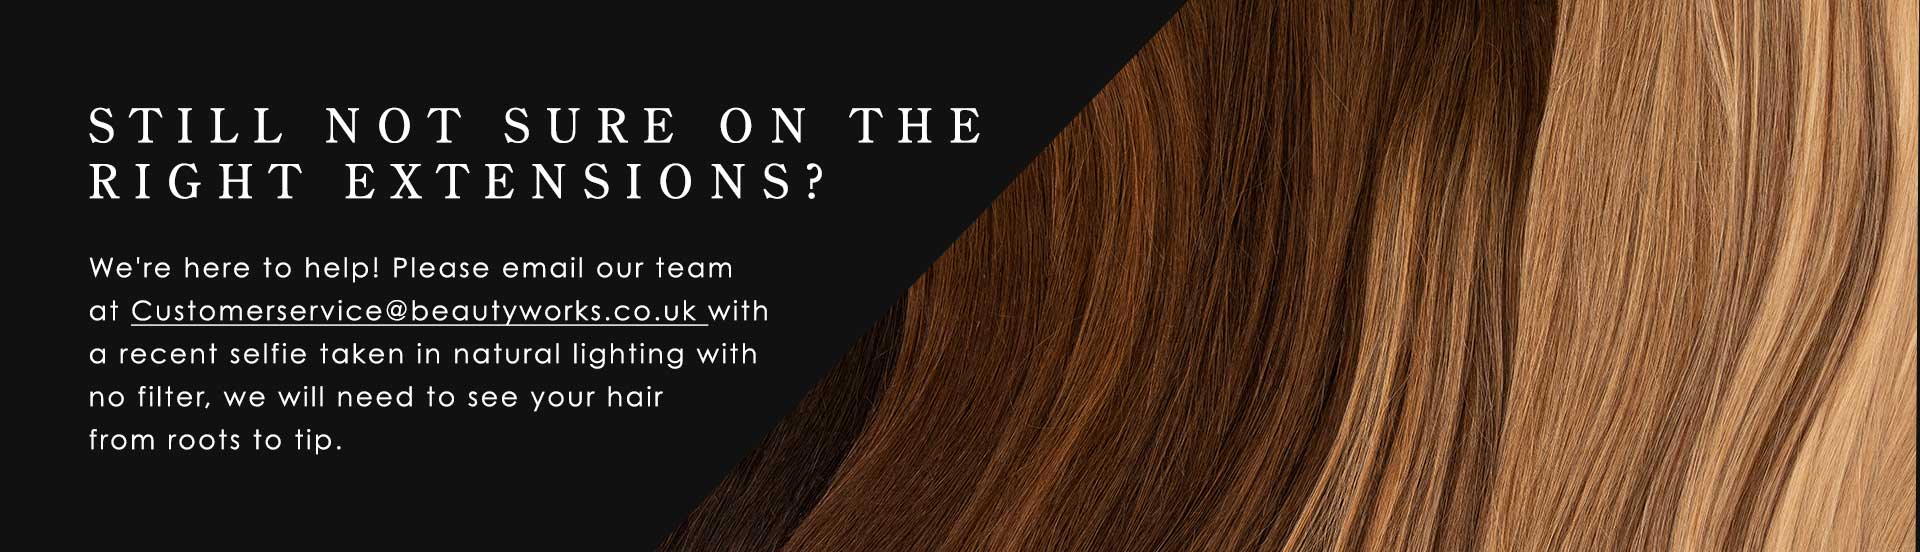 STILL NOT SURE ON THE
RIGHT EXTENSIONS?
We're here to help! Please email our team
at Customerservice@beautyworks.co.uk with
a recent selfie taken in natural lighting with
no filter, we will need to see your hair
from roots to tip.